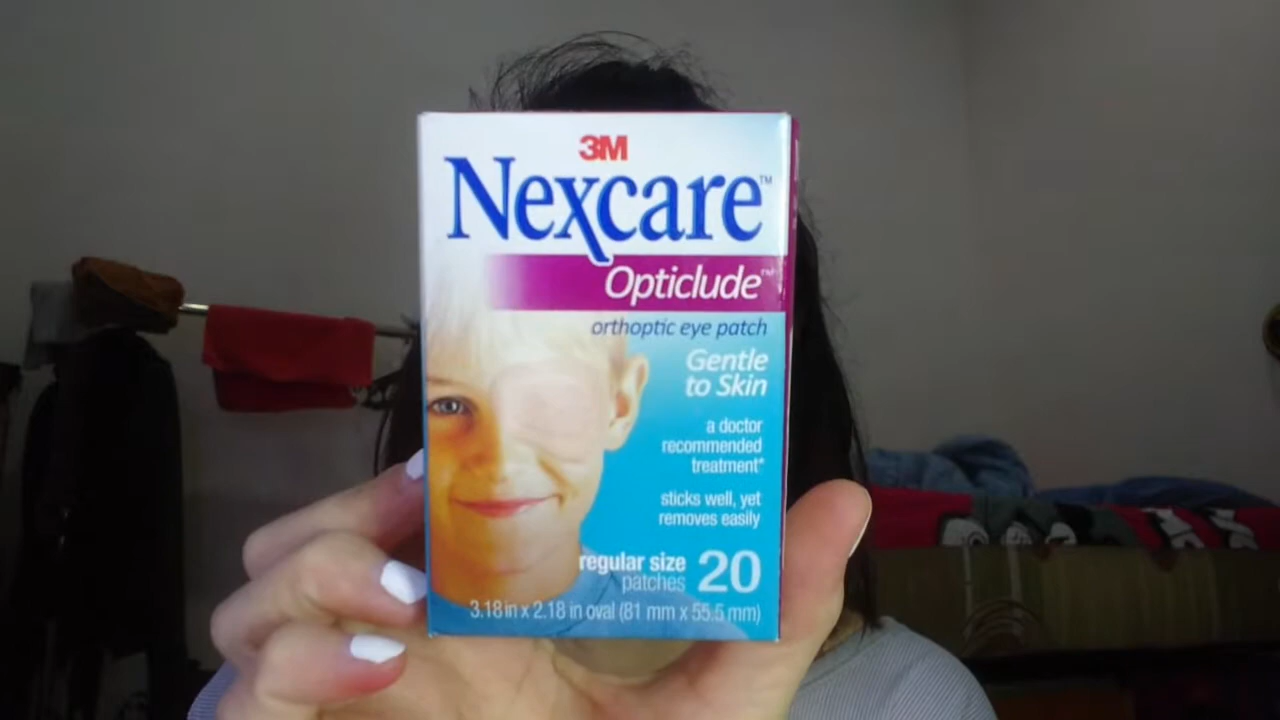 3M
Nexcare™
Opticlude™
orthoptic eye patch
Gentle
to Skin
a doctor
recommended
treatment*
sticks well, yet
removes easily
regular size
patches 20
3.18 in x 2.18 in oval (81 mm x 55.5 mm)